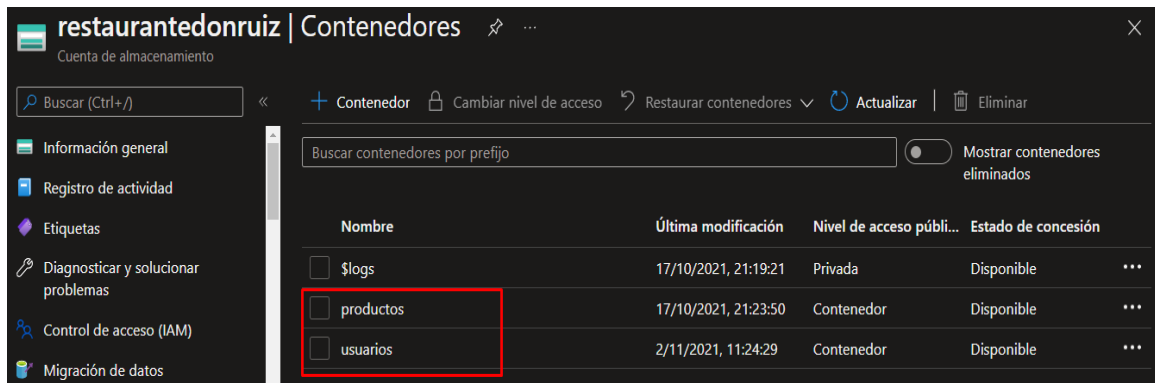 restaurantedonruiz | Contenedores
Cuenta de almacenamiento
Buscar (Ctrl+/)
Contenedor Cambiar nivel de acceso Restaurar contenedores Actualizar Eliminar
Información general
Buscar contenedores por prefijo
Mostrar contenedores
eliminados
Registro de actividad
Etiquetas
Nombre Última modificación Nivel de acceso públi... Estado de concesión
Diagnosticar y solucionar
problemas
$logs 17/10/2021, 21:19:21 Privada Disponible
productos 17/10/2021, 21:23:50 Contenedor Disponible
Control de acceso (IAM)
usuarios 2/11/2021, 11:24:29 Contenedor Disponible
Migración de datos